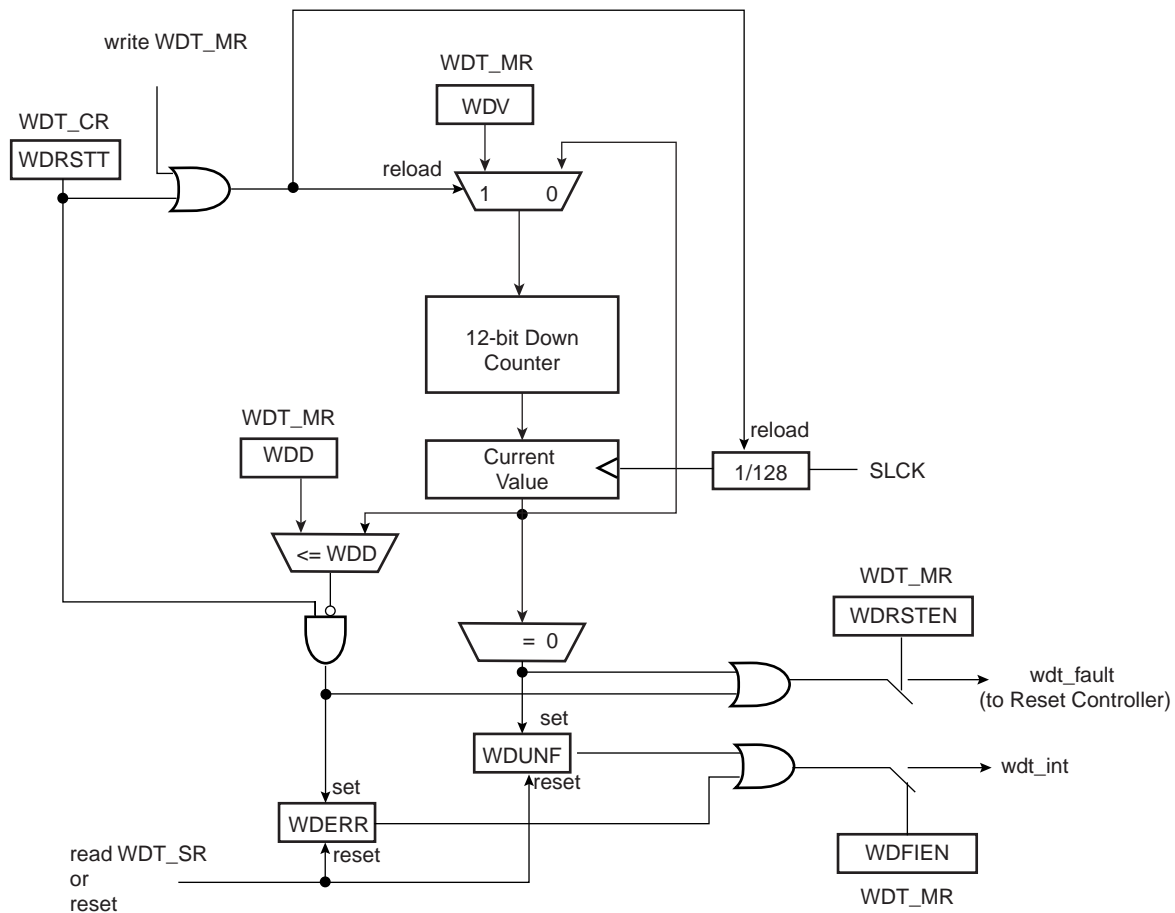 write WDT_MR
WDT_MR
WDV
WDT_CR
WDRSTT
reload
1 0
12-bit Down
Counter
WDT_MR
WDD
reload
Current
Value
1/128
SLCK
<= WDD
WDT_MR
WDRSTEN
= 0
wdt_fault
(to Reset Controller)
set
WDUNF
reset
wdt_int
set
WDERR
reset
read WDT_SR
or
reset
WDFIEN
WDT_MR